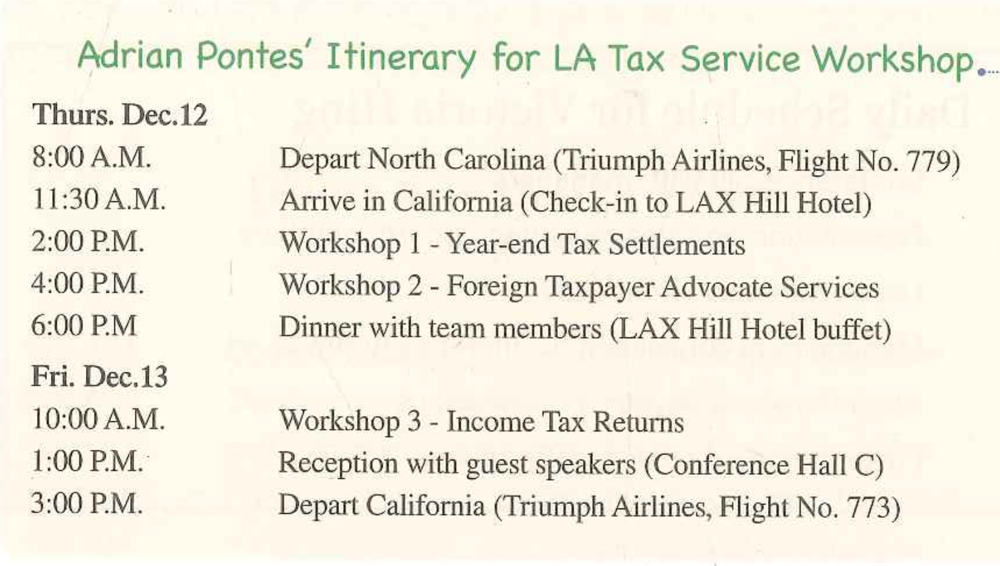 Adrian Pontes' Itinerary for LA Tax Service Workshop....
Thurs. Dec.12
8:00 A.M. Depart North Carolina (Triumph Airlines, Flight No. 779)
11:30 A.M. Arrive in California (Check-in to LAX Hill Hotel)
2:00 P.M. Workshop 1 - Year-end Tax Settlements
4:00 P.M. Workshop 2 - Foreign Taxpayer Advocate Services
6:00 P.M Dinner with team members (LAX Hill Hotel buffet)
Fri. Dec.13
10:00 A.M. Workshop 3 - Income Tax Returns
1:00 P.M. Reception with guest speakers (Conference Hall C)
3:00 P.M. Depart California (Triumph Airlines, Flight No. 773)